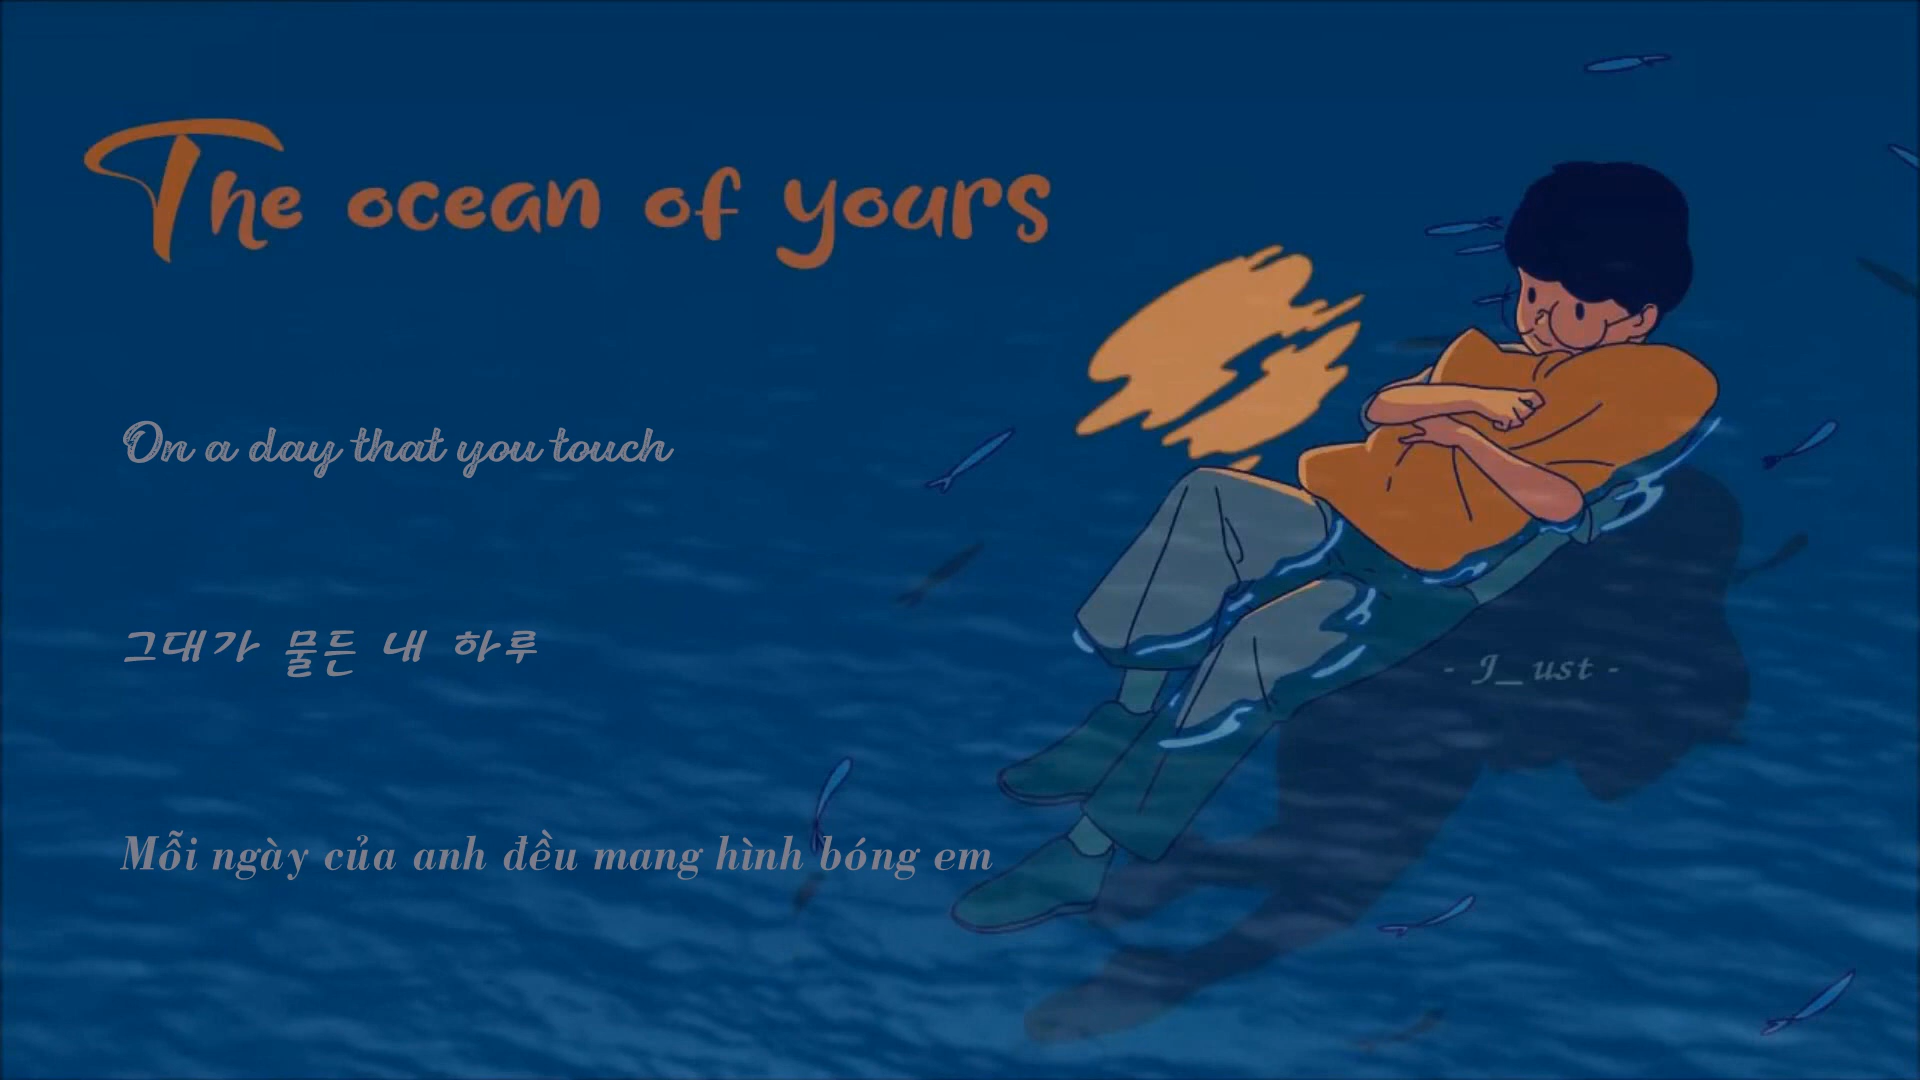 The ocean of yours
On a day that you touch
그대가 물든 내 하루
- J_ust -
Mỗi ngày của anh đều mang hình bóng em